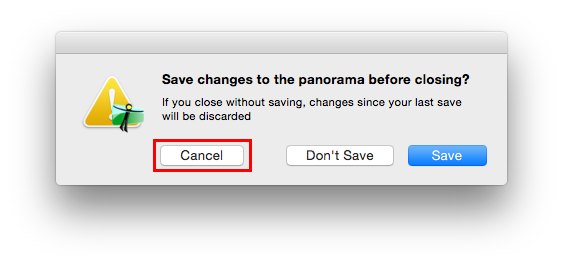 Save changes to the panorama before closing?
If you close without saving, changes since your last save
will be discarded
Cancel
Don't Save
Save